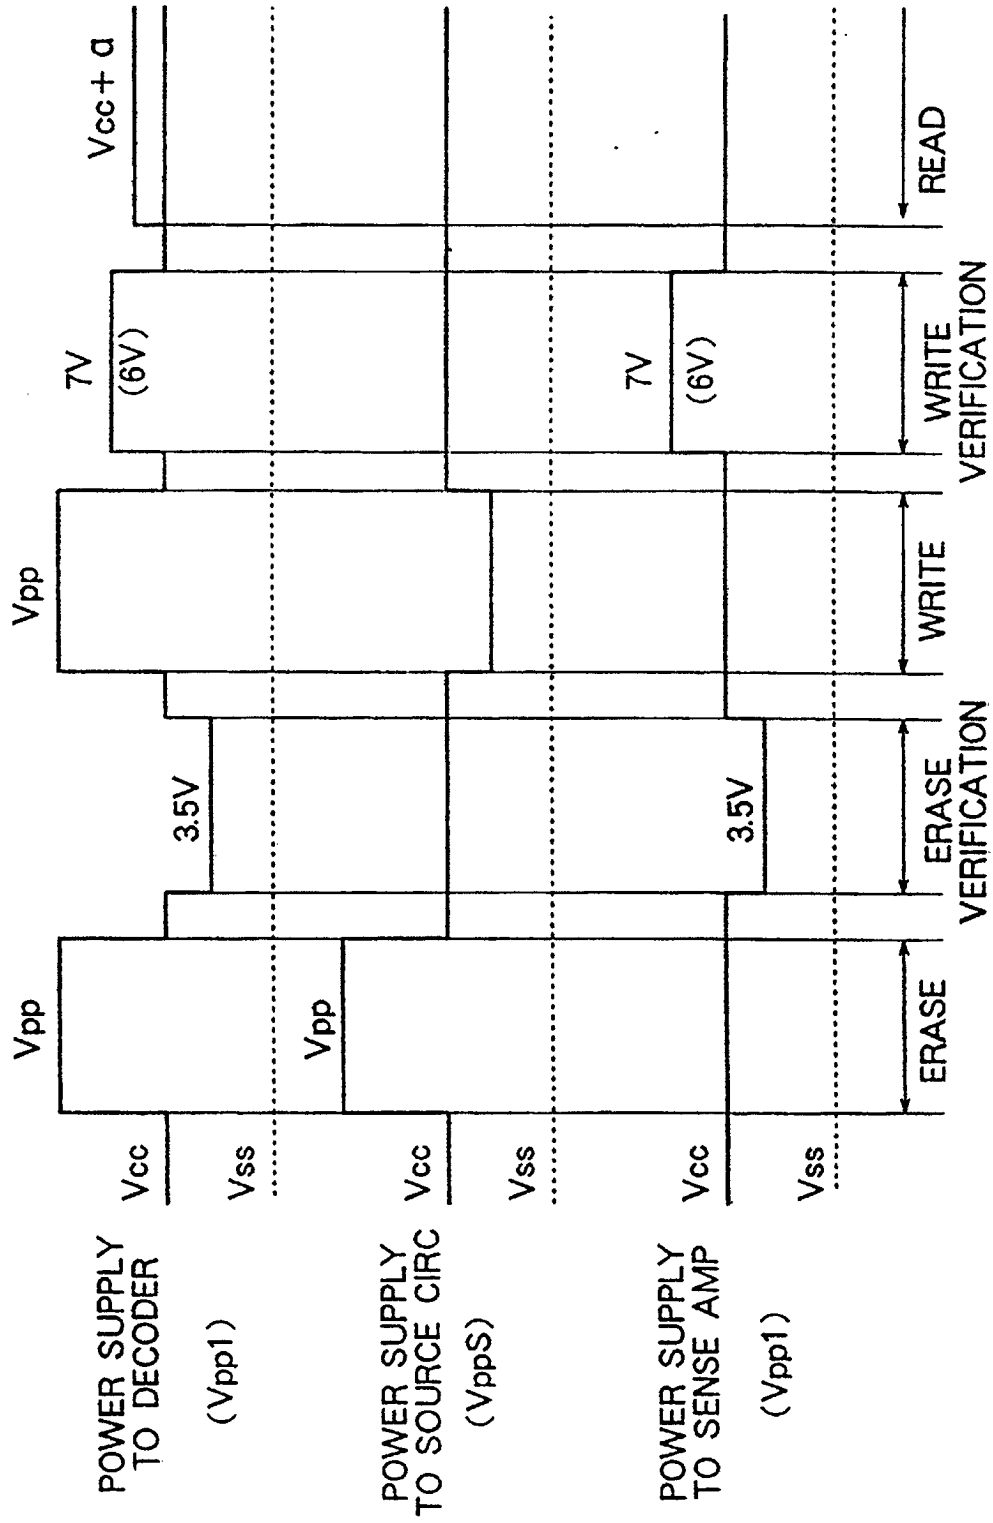 POWER SUPPLY
TO DECODER
(Vpp1)
Vcc
Vss
Vpp
3.5V
Vpp
7V
(6V)
Vcc + a
POWER SUPPLY
TO SOURCE CIRC
(VppS)
Vcc
Vss
Vpp
POWER SUPPLY
TO SENSE AMP
(Vpp1)
Vcc
Vss
3.5V
7V
(6V)
ERASE
ERASE
VERIFICATION
WRITE
WRITE
VERIFICATION
READ